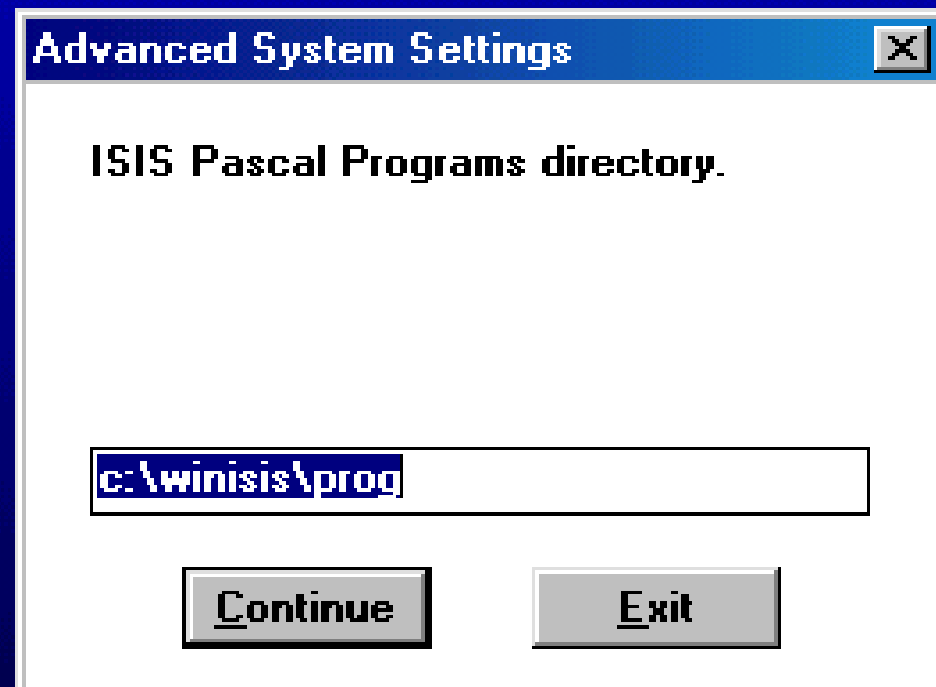 Advanced System Settings
ISIS Pascal Programs directory.
c:\winisis\prog
Continue Exit